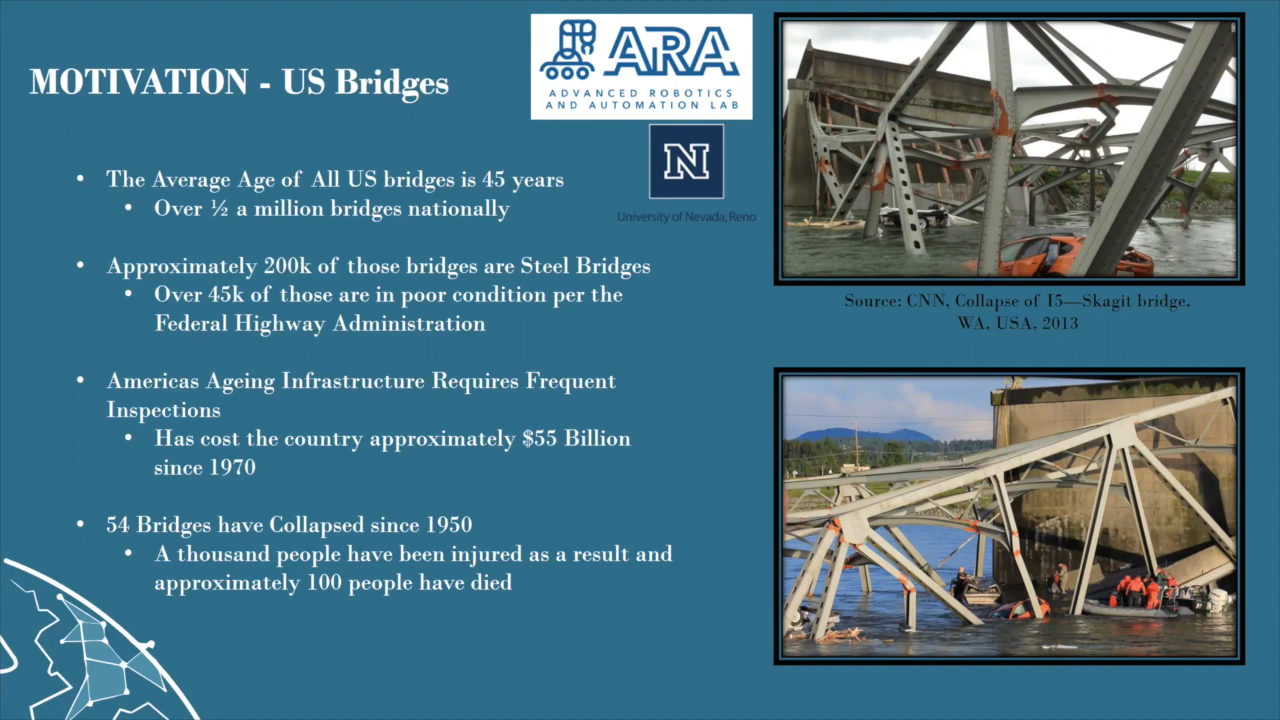 MOTIVATION - US Bridges
ARA
ADVANCED ROBOTICS
AND AUTOMATION LAB
N
University of Nevada, Reno
• The Average Age of All US bridges is 45 years
• Over ½ a million bridges nationally
• Approximately 200k of those bridges are Steel Bridges
• Over 45k of those are in poor condition per the
Federal Highway Administration
• Americas Ageing Infrastructure Requires Frequent
Inspections
• Has cost the country approximately $55 Billion
since 1970
• 54 Bridges have Collapsed since 1950
• A thousand people have been injured as a result and
approximately 100 people have died
Source: CNN, Collapse of I5—Skagit bridge,
WA, USA, 2013